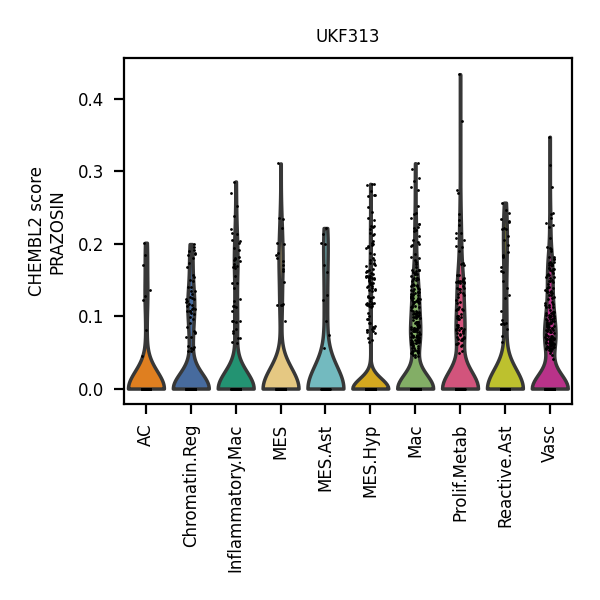 UKF313
CHEMBL2 score
PRAZOSIN
0.4
0.3
0.2
0.1
0.0
AC
Chromatin.Reg
Inflammatory.Mac
MES
MES.Ast
MES.Hyp
Mac
Prolif.Metab
Reactive.Ast
Vasc